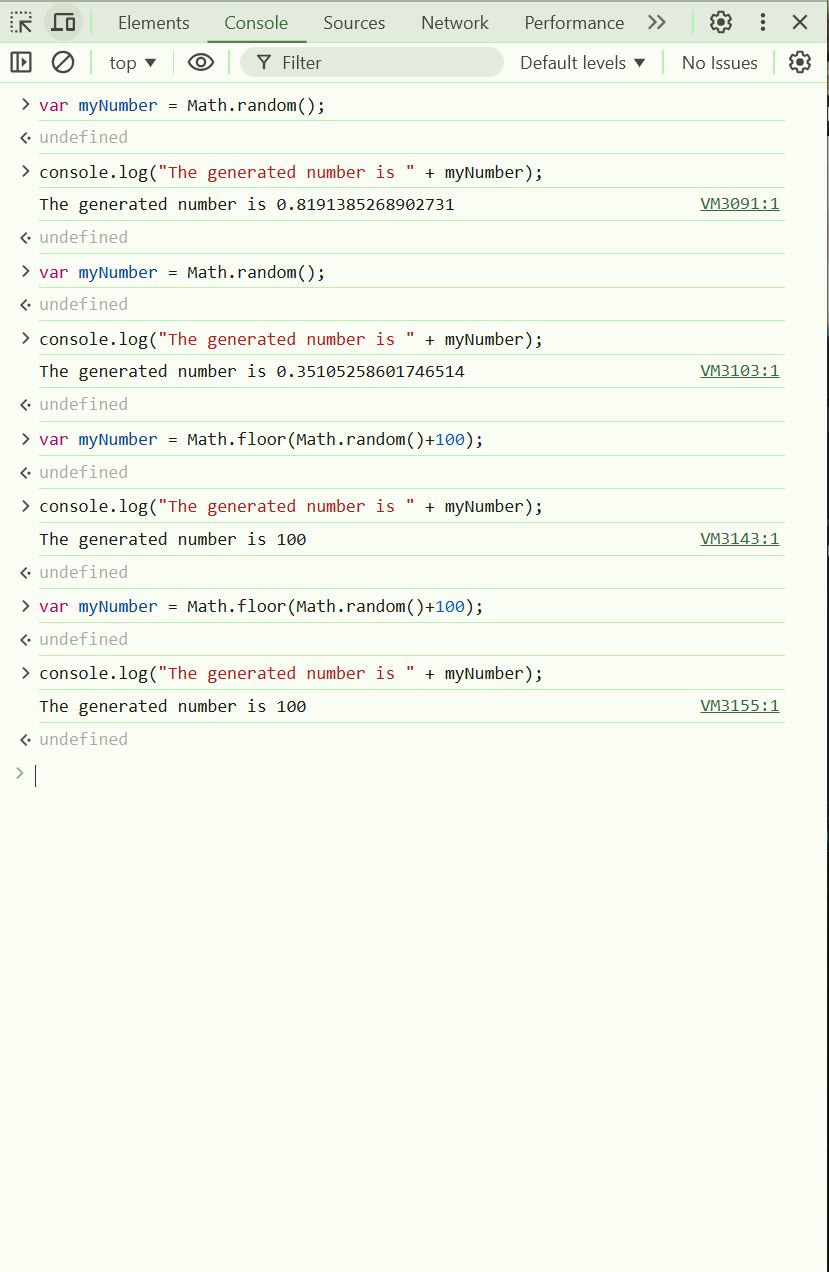 Elements Console Sources Network Performance
top Filter Default levels No Issues
var myNumber = Math.random();
undefined
console.log("The generated number is " + myNumber);
The generated number is 0.8191385268902731 VM3091:1
undefined
var myNumber = Math.random();
undefined
console.log("The generated number is " + myNumber);
The generated number is 0.35105258601746514 VM3103:1
undefined
var myNumber = Math.floor(Math.random()+100);
undefined
console.log("The generated number is " + myNumber);
The generated number is 100 VM3143:1
undefined
var myNumber = Math.floor(Math.random()+100);
undefined
console.log("The generated number is " + myNumber);
The generated number is 100 VM3155:1
undefined